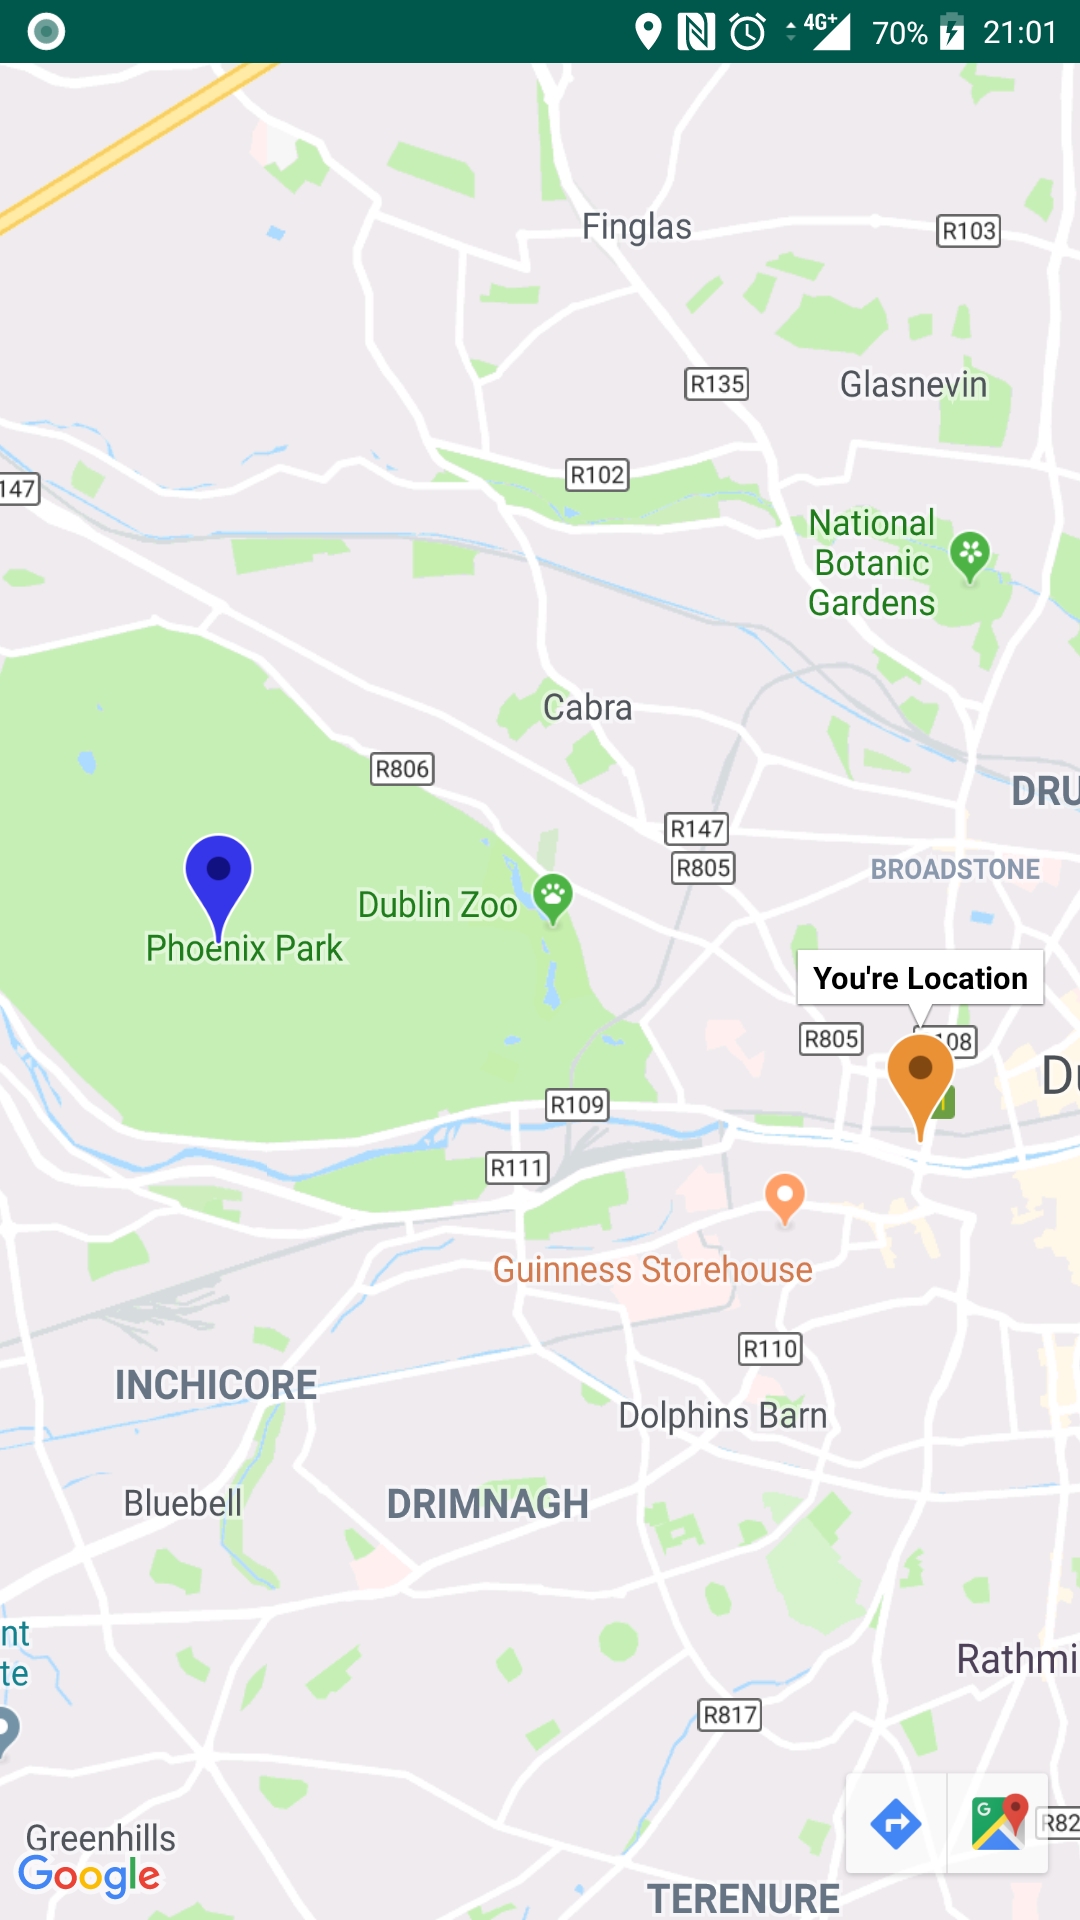 4G+ 70% 21:01
Finglas
R103
R135
Glasnevin
R102
147
National
Botanic
Gardens
Cabra
R806
DRU
R147
R805
BROADSTONE
Dublin Zoo
Phoenix Park
You're Location
R805
108
Du
R109
R111
Guinness Storehouse
R110
INCHICORE
Dolphins Barn
Bluebell
DRIMNAGH
nt
te
Rathmi
R817
G
R82
Greenhills
Google
TERENURE